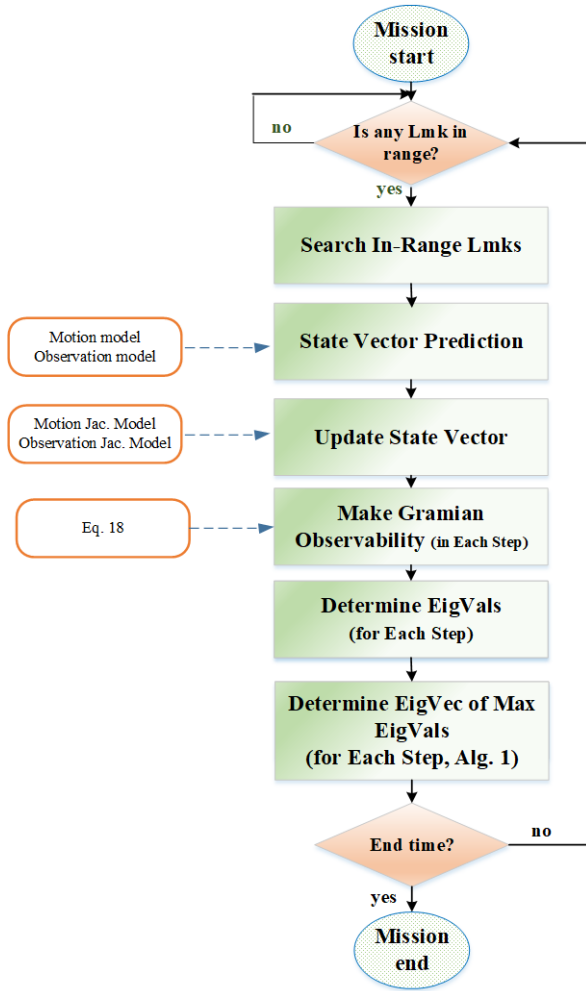 Mission
start
Is any Lmk in
range?
no
yes
Search In-Range Lmks
Motion model
Observation model
State Vector Prediction
Motion Jac. Model
Observation Jac. Model
Update State Vector
Eq. 18
Make Gramian
Observability (in Each Step)
Determine EigVals
(for Each Step)
Determine EigVec of Max
EigVals
(for Each Step, Alg. 1)
End time?
no
yes
Mission
end